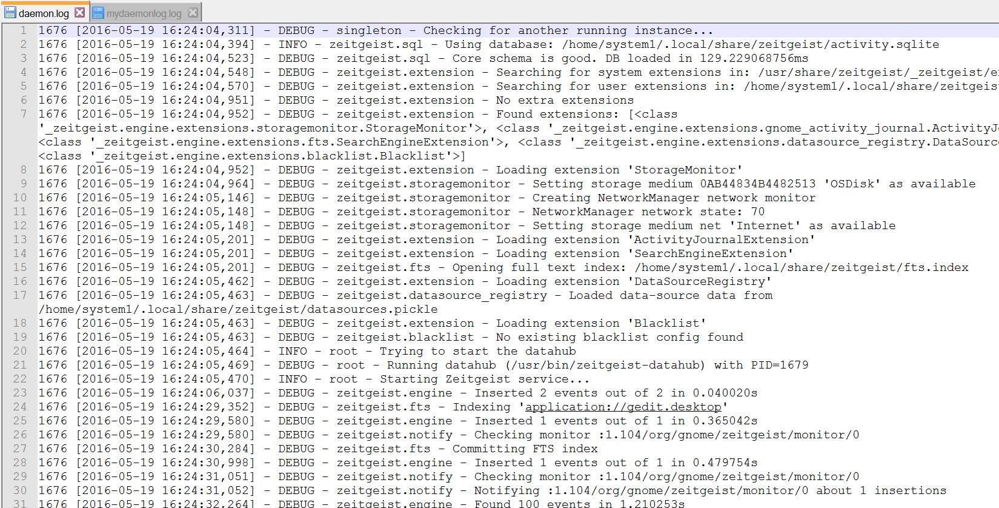 daemon.log mydaemonlog.log
1 1676 [2016-05-19 16:24:04,311] - DEBUG - singleton - Checking for another running instance...
2 1676 [2016-05-19 16:24:04,394] - INFO - zeitgeist.sql - Using database: /home/system1/.local/share/zeitgeist/activity.sqlite
3 1676 [2016-05-19 16:24:04,523] - DEBUG - zeitgeist.sql - Core schema is good. DB loaded in 129.229068756ms
4 1676 [2016-05-19 16:24:04,548] - DEBUG - zeitgeist.extension - Searching for system extensions in: /usr/share/zeitgeist/_zeitgeist/e
5 1676 [2016-05-19 16:24:04,570] - DEBUG - zeitgeist.extension - Searching for user extensions in: /home/system1/.local/share/zeitgeis
6 1676 [2016-05-19 16:24:04,951] - DEBUG - zeitgeist.extension - No extra extensions
7 1676 [2016-05-19 16:24:04,952] - DEBUG - zeitgeist.extension - Found extensions: [<class
'_zeitgeist.engine.extensions.storagemonitor.StorageMonitor'>, <class '_zeitgeist.engine.extensions.gnome_activity_journal.ActivityJ
<class '_zeitgeist.engine.extensions.fts.SearchEngineExtension'>, <class '_zeitgeist.engine.extensions.datasource_registry.DataSourc
<class '_zeitgeist.engine.extensions.blacklist.Blacklist'>]
8 1676 [2016-05-19 16:24:04,952] - DEBUG - zeitgeist.extension - Loading extension 'StorageMonitor'
9 1676 [2016-05-19 16:24:04,964] - DEBUG - zeitgeist.storagemonitor - Setting storage medium 0AB44834B4482513 'OSDisk' as available
10 1676 [2016-05-19 16:24:05,146] - DEBUG - zeitgeist.storagemonitor - Creating NetworkManager network monitor
11 1676 [2016-05-19 16:24:05,148] - DEBUG - zeitgeist.storagemonitor - NetworkManager network state: 70
12 1676 [2016-05-19 16:24:05,148] - DEBUG - zeitgeist.storagemonitor - Setting storage medium net 'Internet' as available
13 1676 [2016-05-19 16:24:05,201] - DEBUG - zeitgeist.extension - Loading extension 'ActivityJournalExtension'
14 1676 [2016-05-19 16:24:05,201] - DEBUG - zeitgeist.extension - Loading extension 'SearchEngineExtension'
15 1676 [2016-05-19 16:24:05,201] - DEBUG - zeitgeist.fts - Opening full text index: /home/system1/.local/share/zeitgeist/fts.index
16 1676 [2016-05-19 16:24:05,462] - DEBUG - zeitgeist.extension - Loading extension 'DataSourceRegistry'
17 1676 [2016-05-19 16:24:05,463] - DEBUG - zeitgeist.datasource_registry - Loaded data-source data from
/home/system1/.local/share/zeitgeist/datasources.pickle
18 1676 [2016-05-19 16:24:05,463] - DEBUG - zeitgeist.extension - Loading extension 'Blacklist'
19 1676 [2016-05-19 16:24:05,463] - DEBUG - zeitgeist.blacklist - No existing blacklist config found
20 1676 [2016-05-19 16:24:05,464] - INFO - root - Trying to start the datahub
21 1676 [2016-05-19 16:24:05,469] - DEBUG - root - Running datahub (/usr/bin/zeitgeist-datahub) with PID=1679
22 1676 [2016-05-19 16:24:05,470] - INFO - root - Starting Zeitgeist service...
23 1676 [2016-05-19 16:24:06,037] - DEBUG - zeitgeist.engine - Inserted 2 events out of 2 in 0.040020s
24 1676 [2016-05-19 16:24:29,352] - DEBUG - zeitgeist.fts - Indexing 'application://gedit.desktop'
25 1676 [2016-05-19 16:24:29,580] - DEBUG - zeitgeist.engine - Inserted 1 events out of 1 in 0.365042s
26 1676 [2016-05-19 16:24:29,580] - DEBUG - zeitgeist.notify - Checking monitor :1.104/org/gnome/zeitgeist/monitor/0
27 1676 [2016-05-19 16:24:30,284] - DEBUG - zeitgeist.fts - Committing FTS index
28 1676 [2016-05-19 16:24:30,998] - DEBUG - zeitgeist.engine - Inserted 1 events out of 1 in 0.479754s
29 1676 [2016-05-19 16:24:31,051] - DEBUG - zeitgeist.notify - Checking monitor :1.104/org/gnome/zeitgeist/monitor/0
30 1676 [2016-05-19 16:24:31,052] - DEBUG - zeitgeist.notify - Notifying :1.104/org/gnome/zeitgeist/monitor/0 about 1 insertions
31 1676 [2016-05-19 16:24:32,264] - DEBUG - zeitgeist.engine - Found 100 events in 1.210253s